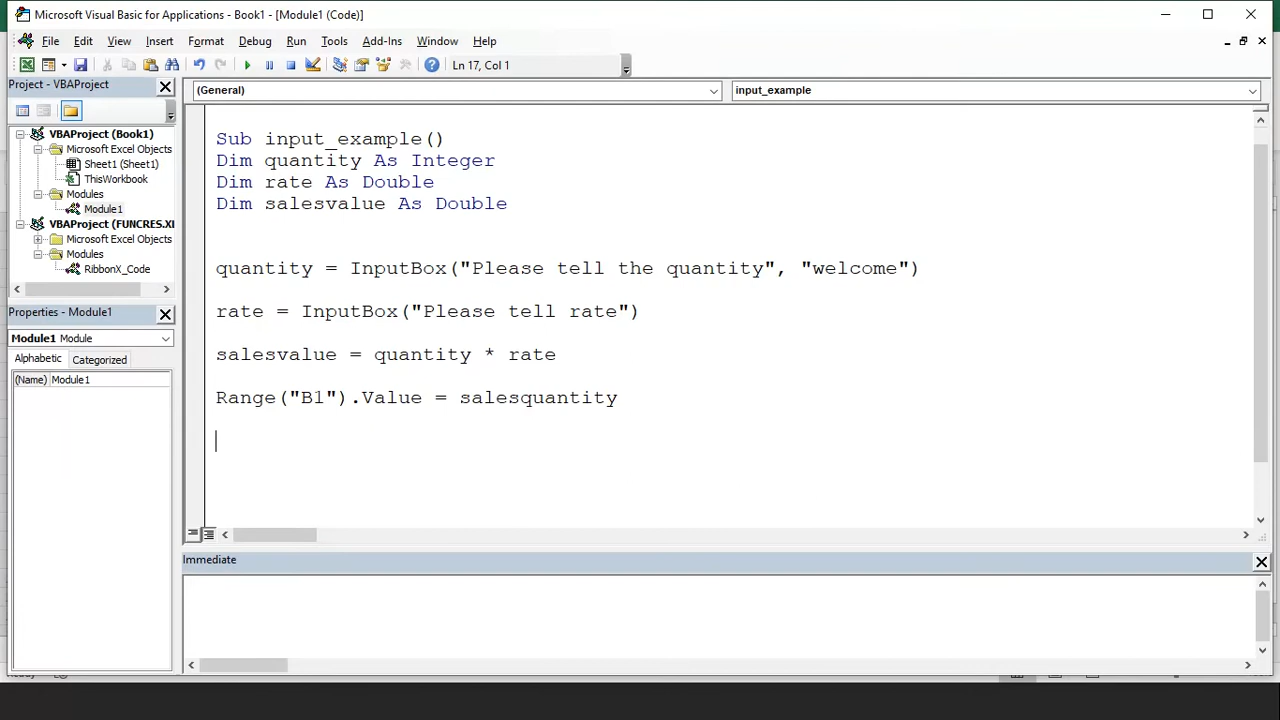 Microsoft Visual Basic for Applications - Book1 - [Module1 (Code)]
File Edit View Insert Format Debug Run Tools Add-Ins Window Help
Ln 17, Col 1
Project - VBAProject
(General)
input_example
VBAProject (Book1)
Microsoft Excel Objects
Sheet1 (Sheet1)
ThisWorkbook
Modules
Module1
VBAProject (FUNCRES.XL
Microsoft Excel Objects
Modules
RibbonX_Code
Properties - Module1
Module1 Module
Alphabetic Categorized
(Name) Module1
Sub input_example()
Dim quantity As Integer
Dim rate As Double
Dim salesvalue As Double
quantity = InputBox("Please tell the quantity", "welcome")
rate = InputBox("Please tell rate")
salesvalue = quantity * rate
Range("B1").Value = salesquantity
Immediate